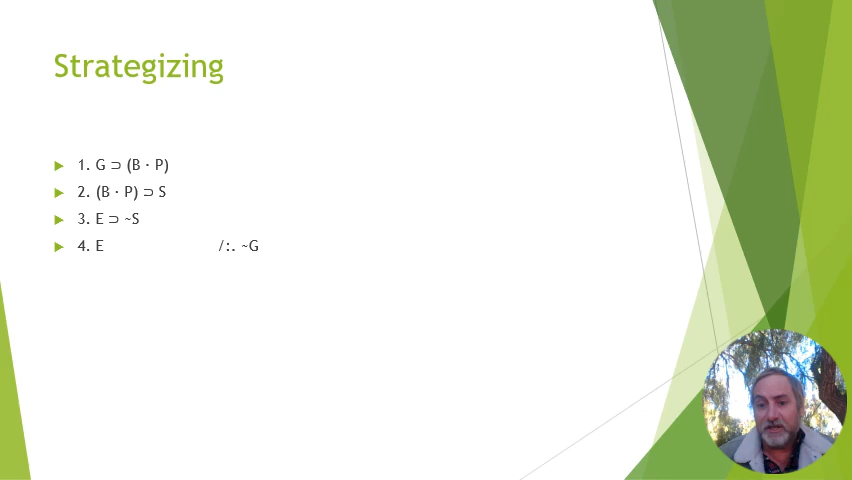 Strategizing
1. G ⊃ (B · P)
2. (B · P) ⊃ S
3. E ⊃ ~S
4. E /:. ~G